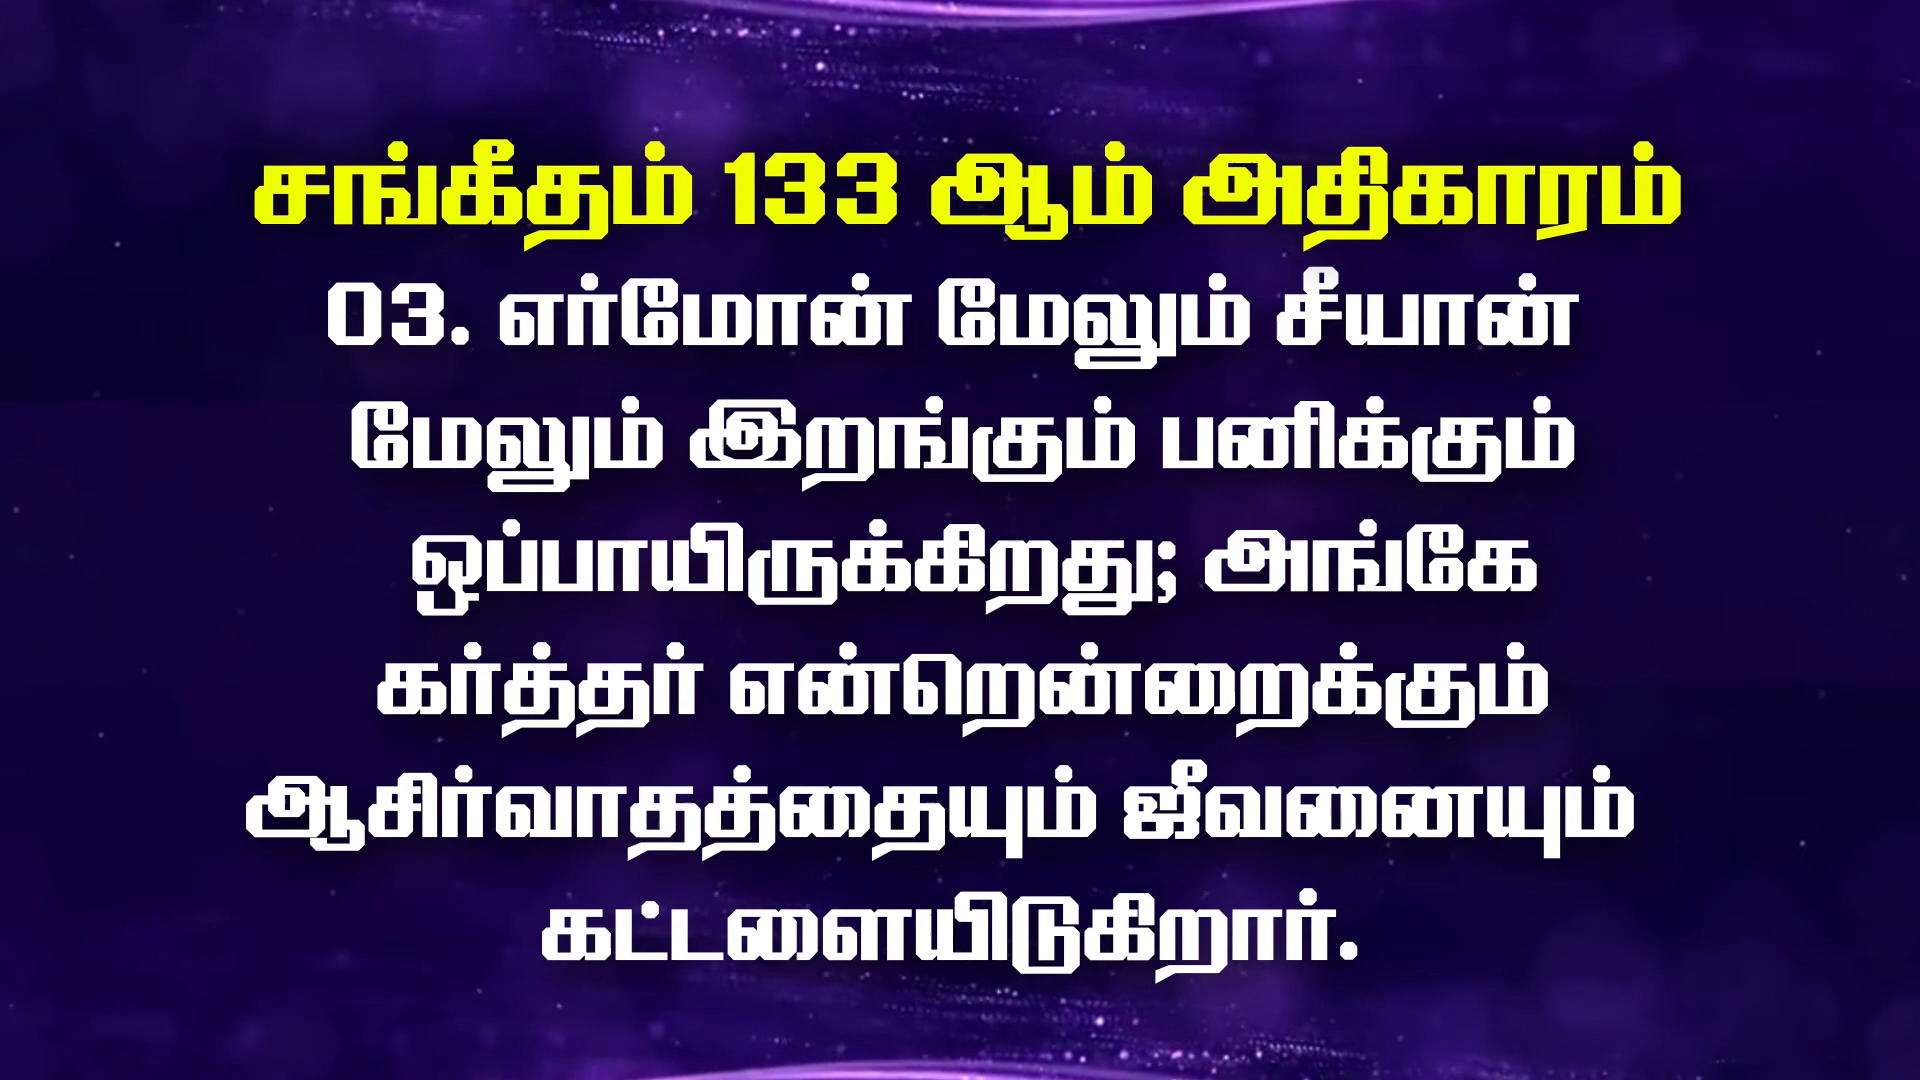 சங்கீதம் 133 ஆம் அதிகாரம்
03. எர்மோன் மேலும் சீயான்
மேலும் இறங்கும் பனிக்கும்
ஒப்பாயிருக்கிறது; அங்கே
கர்த்தர் என்றென்றைக்கும்
ஆசிர்வாதத்தையும் ஜீவனையும்
கட்டளையிடுகிறார்.